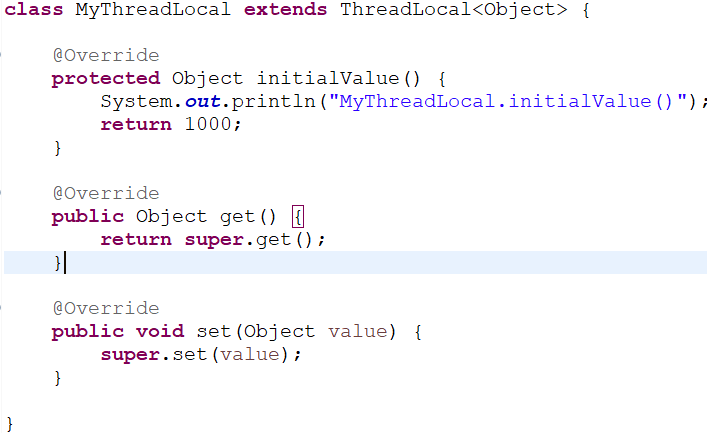 class MyThreadLocal extends ThreadLocal<Object> {
@Override
protected Object initialValue() {
System.out.println("MyThreadLocal.initialValue()");
return 1000;
}
@Override
public Object get() {
return super.get();
}
@Override
public void set(Object value) {
super.set(value);
}
}